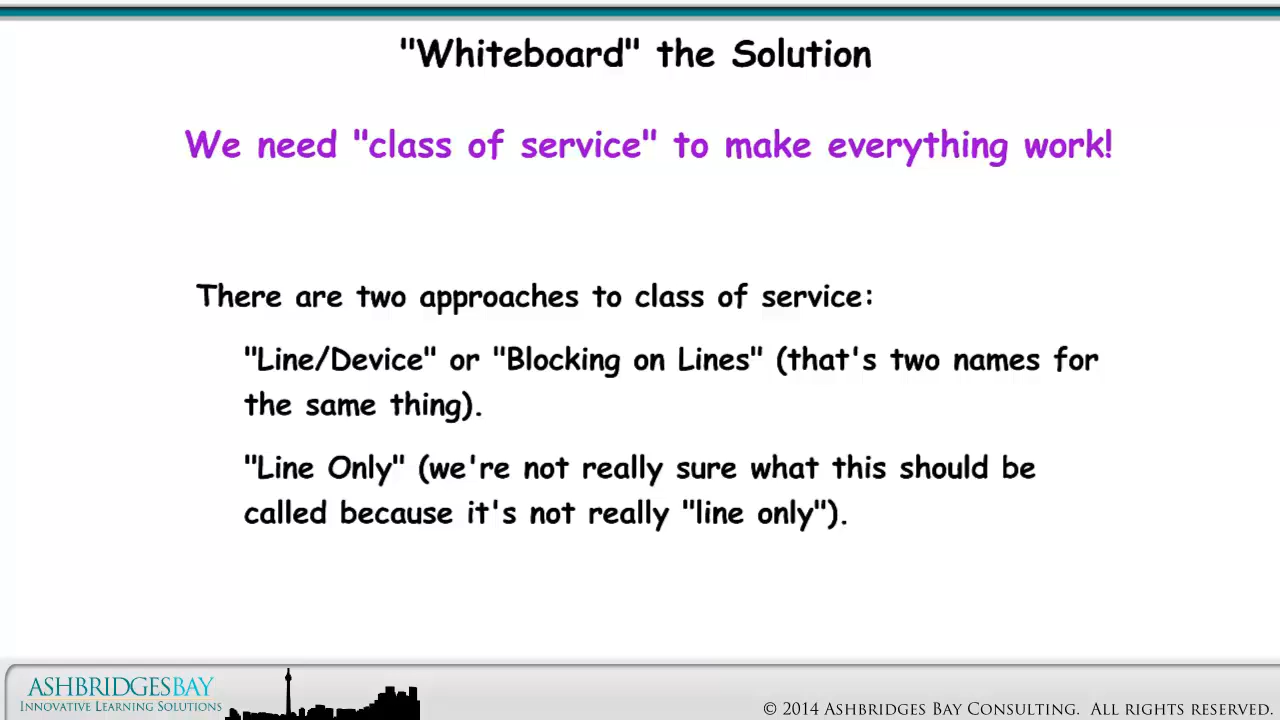 "Whiteboard" the Solution
We need "class of service" to make everything work!
There are two approaches to class of service:
"Line/Device" or "Blocking on Lines" (that's two names for
the same thing).
"Line Only" (we're not really sure what this should be
called because it's not really "line only").
ASHBRIDGESBAY
INNOVATIVE LEARNING SOLUTIONS
© 2014 ASHBRIDGES BAY CONSULTING. ALL RIGHTS RESERVED.